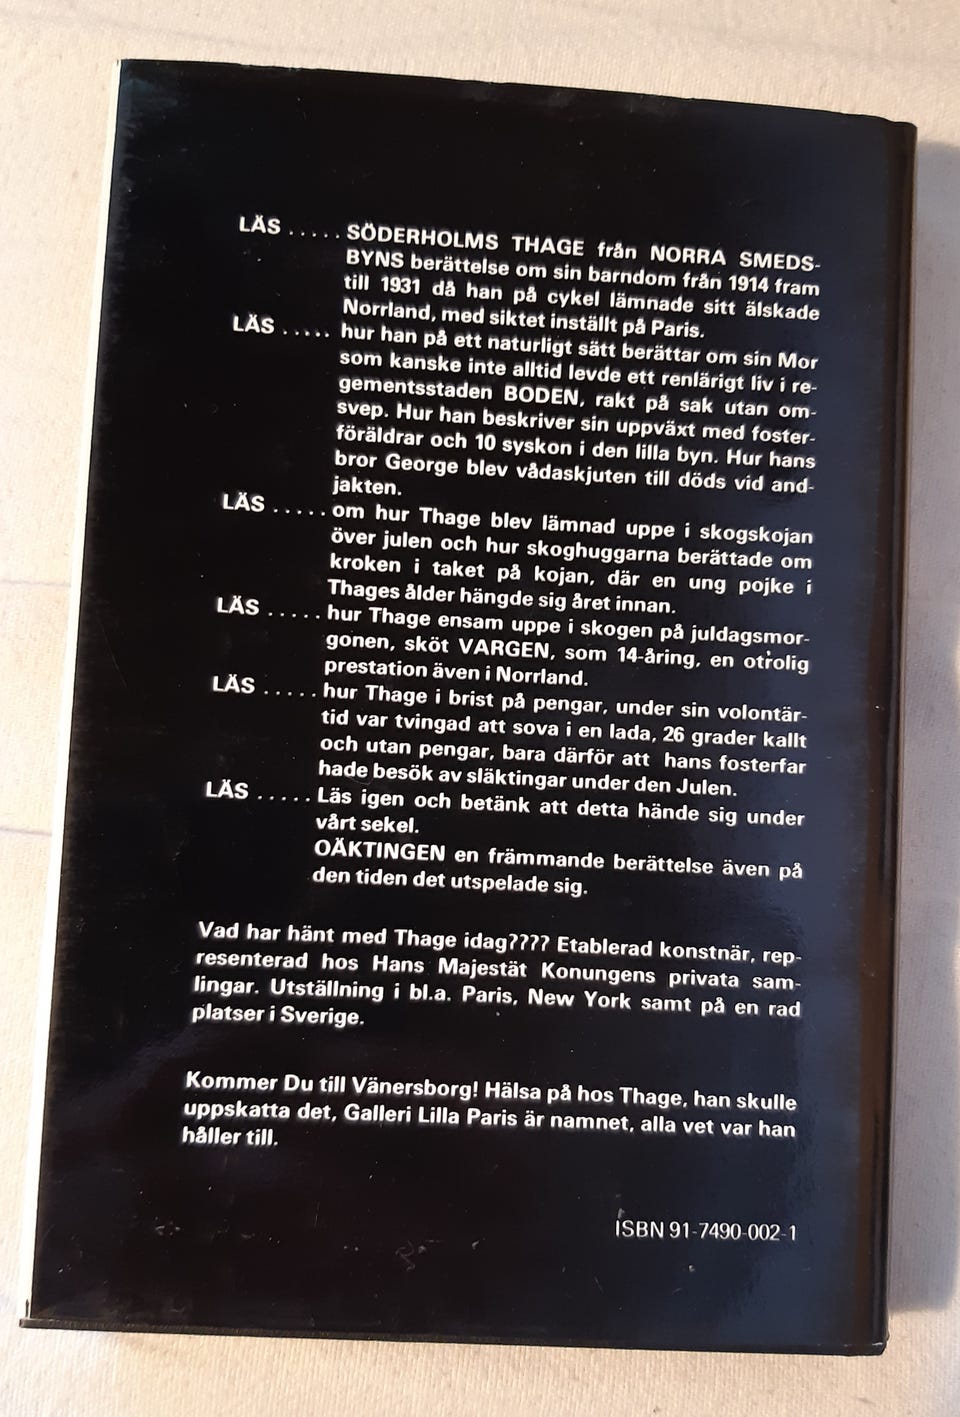 LÄS ..... SÖDERHOLMS THAGE från NORRA SMEDS-
BYNS berättelse om sin barndom från 1914 fram
till 1931 då han på cykel lämnade sitt älskade
Norrland, med siktet inställt på Paris.
LÄS ..... hur han på ett naturligt sätt berättar om sin Mor
som kanske inte alltid levde ett renlärigt liv i re-
gementsstaden BODEN, rakt på sak utan om-
svep. Hur han beskriver sin uppväxt med foster-
föräldrar och 10 syskon i den lilla byn. Hur hans
bror George blev vådaskjuten till döds vid and-
jakten.
LÄS ..... om hur Thage blev lämnad uppe i skogskojan
över julen och hur skoghuggarna berättade om
kroken i taket på kojan, där en ung pojke i
Thages ålder hängde sig året innan.
LÄS ..... hur Thage ensam uppe i skogen på juldagsmor-
gonen, sköt VARGEN, som 14-åring, en otrolig
prestation även i Norrland.
LÄS ..... hur Thage i brist på pengar, under sin volontär-
tid var tvingad att sova i en lada, 26 grader kallt
och utan pengar, bara därför att hans fosterfar
hade besök av släktingar under den Julen.
LÄS ..... Läs igen och betänk att detta hände sig under
vårt sekel.
OÄKTINGEN en främmande berättelse även på
den tiden det utspelade sig.
Vad har hänt med Thage idag???? Etablerad konstnär, rep-
resenterad hos Hans Majestät Konungens privata sam-
lingar. Utställning i bl.a. Paris, New York samt på en rad
platser i Sverige.
Kommer Du till Vänersborg! Hälsa på hos Thage, han skulle
uppskatta det, Galleri Lilla Paris är namnet, alla vet var han
håller till.
ISBN 91-7490-002-1